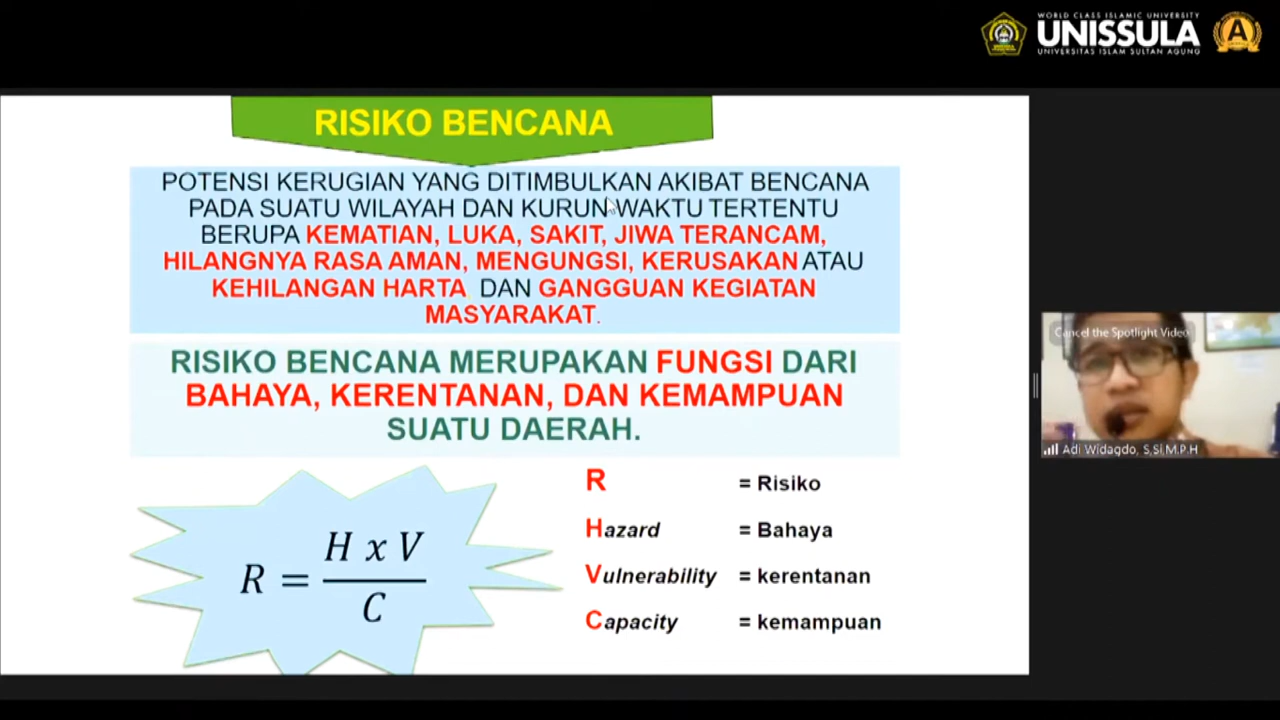 WORLD CLASS ISLAMIC UNIVERSITY
UNISSULA
UNIVERSITAS ISLAM SULTAN AGUNG
A
RISIKO BENCANA
POTENSI KERUGIAN YANG DITIMBULKAN AKIBAT BENCANA
PADA SUATU WILAYAH DAN KURUN WAKTU TERTENTU
BERUPA KEMATIAN, LUKA, SAKIT, JIWA TERANCAM,
HILANGNYA RASA AMAN, MENGUNGSI, KERUSAKAN ATAU
KEHILANGAN HARTA, DAN GANGGUAN KEGIATAN
MASYARAKAT.
RISIKO BENCANA MERUPAKAN FUNGSI DARI
BAHAYA, KERENTANAN, DAN KEMAMPUAN
SUATU DAERAH.
R = H x V / C
R = Risiko
Hazard = Bahaya
Vulnerability = kerentanan
Capacity = kemampuan
Cancel the Spotlight Video
Adi Widagdo, S,Si,M.P.H